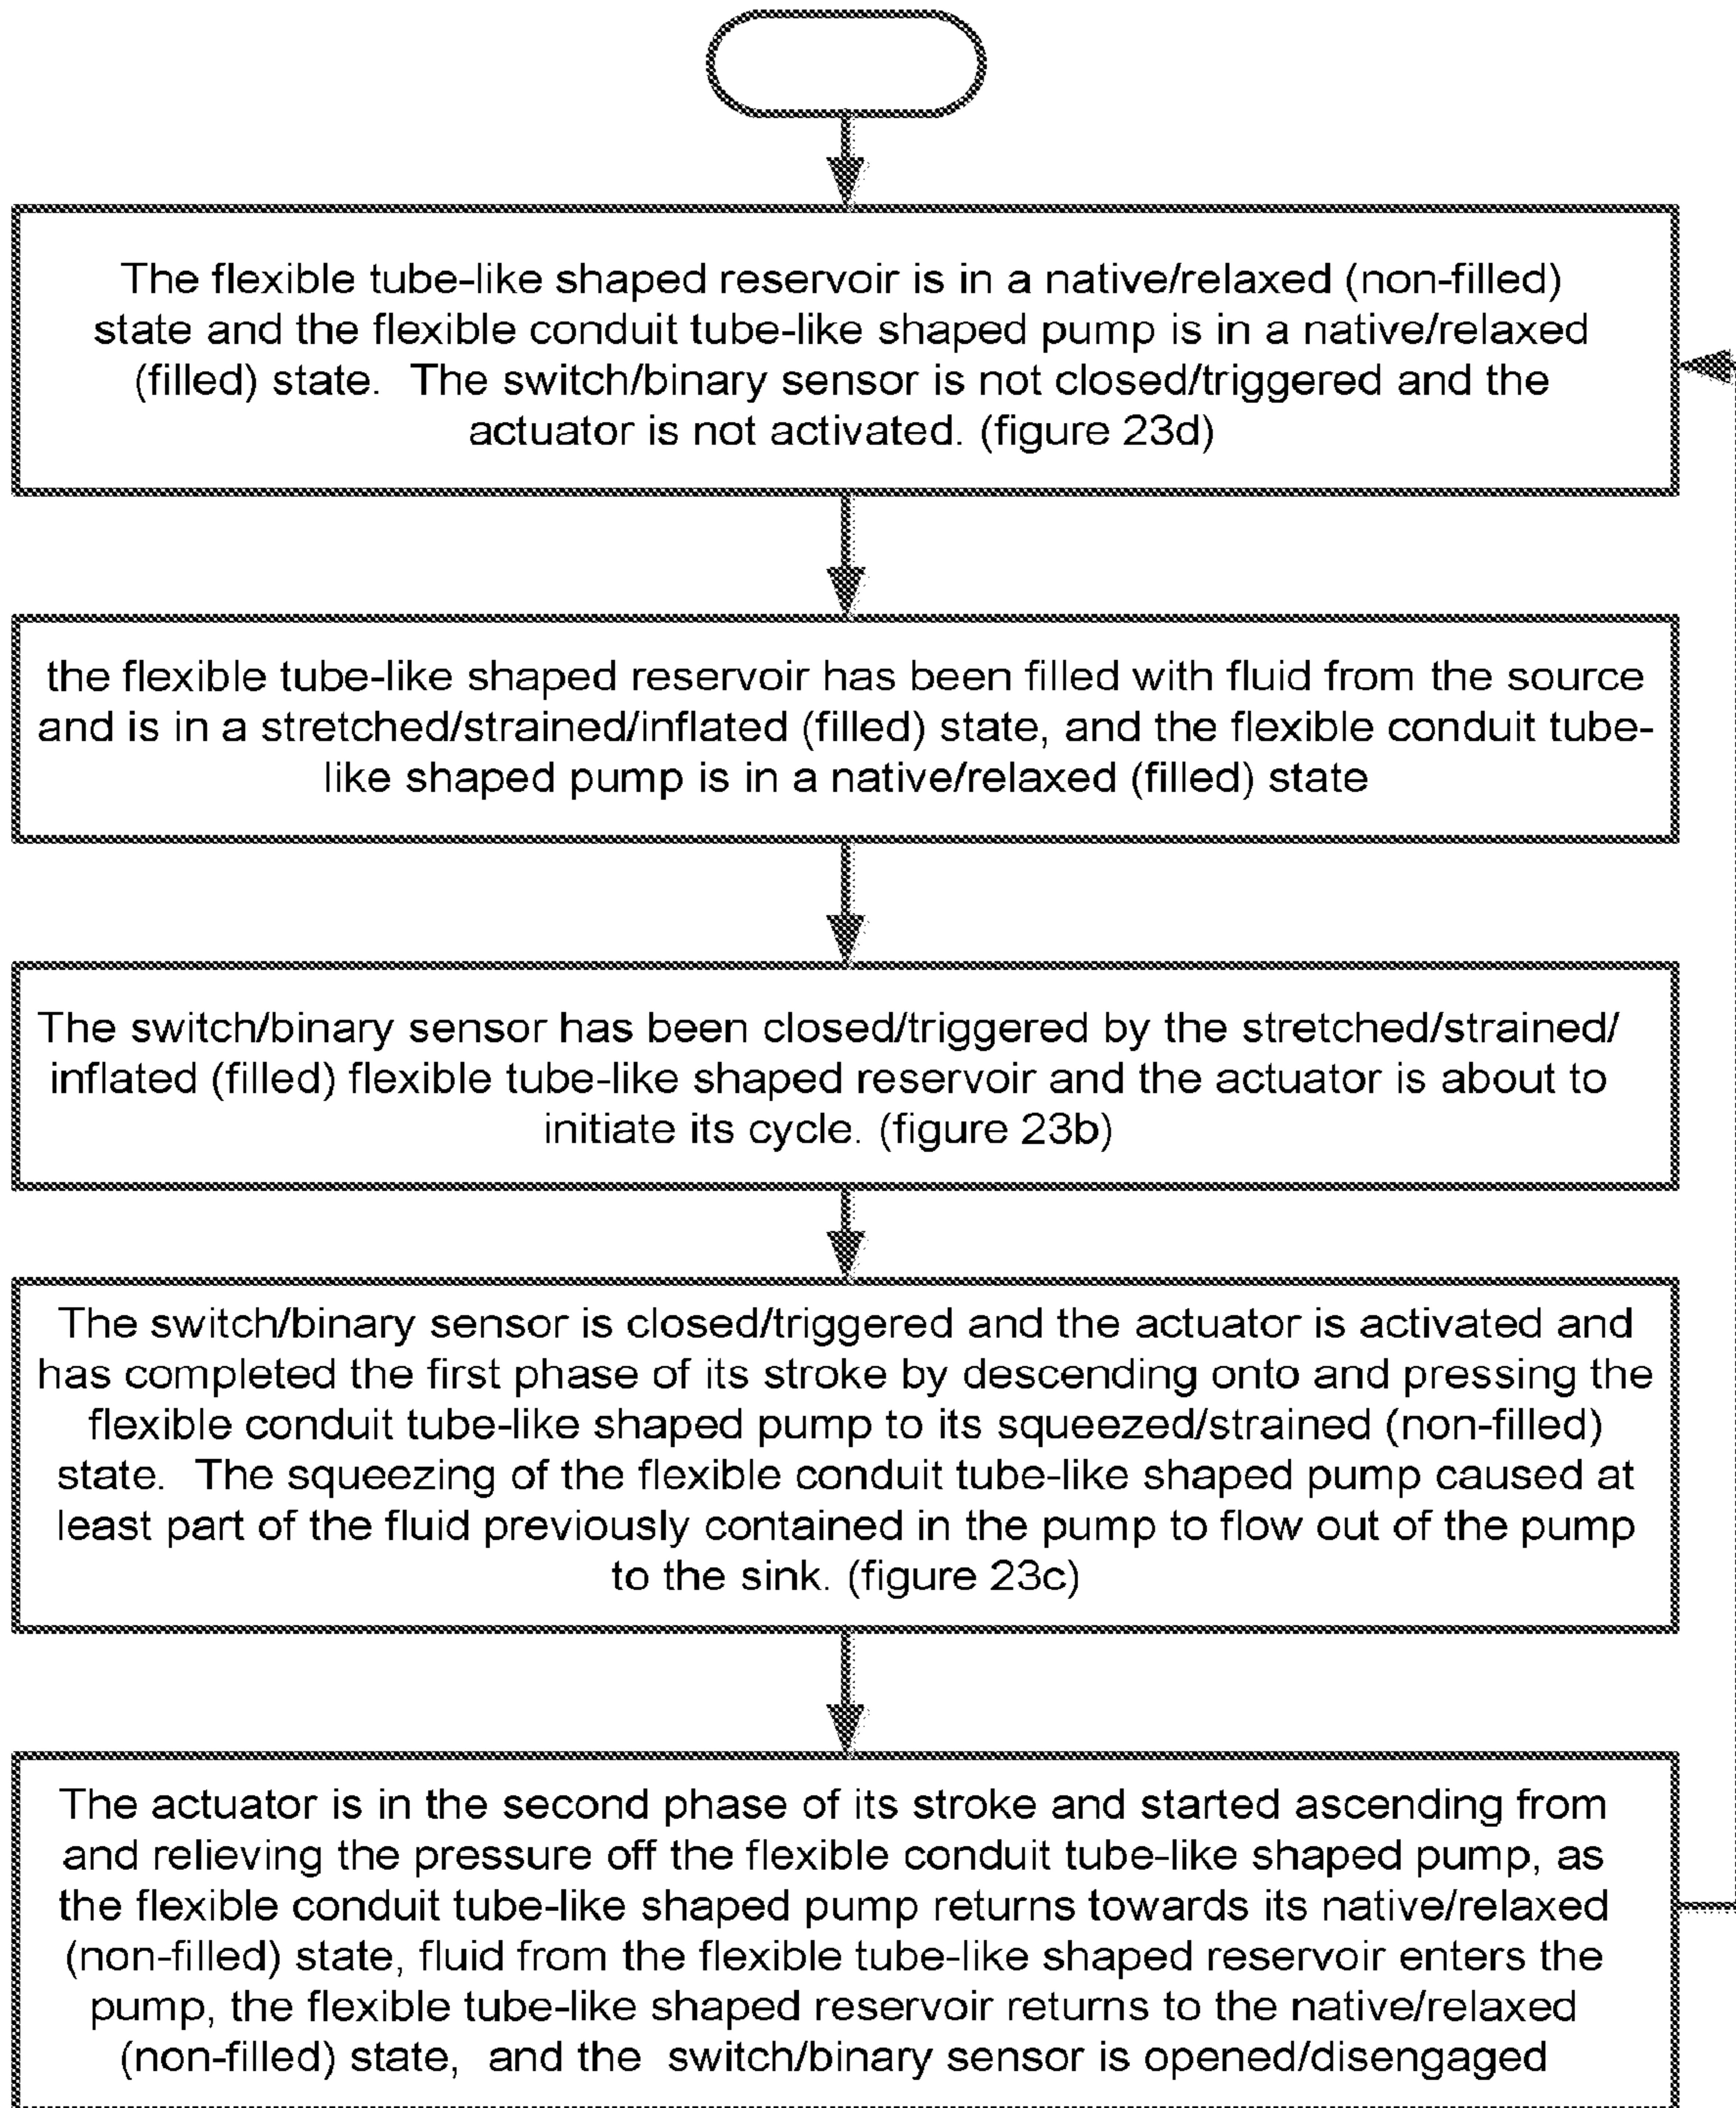 The flexible tube-like shaped reservoir is in a native/relaxed (non-filled)
state and the flexible conduit tube-like shaped pump is in a native/relaxed
(filled) state.  The switch/binary sensor is not closed/triggered and the
actuator is not activated. (figure 23d)
the flexible tube-like shaped reservoir has been filled with fluid from the source
and is in a stretched/strained/inflated (filled) state, and the flexible conduit tube-
like shaped pump is in a native/relaxed (filled) state
The switch/binary sensor has been closed/triggered by the stretched/strained/
inflated (filled) flexible tube-like shaped reservoir and the actuator is about to
initiate its cycle. (figure 23b)
The switch/binary sensor is closed/triggered and the actuator is activated and
has completed the first phase of its stroke by descending onto and pressing the
flexible conduit tube-like shaped pump to its squeezed/strained (non-filled)
state.  The squeezing of the flexible conduit tube-like shaped pump caused at
least part of the fluid previously contained in the pump to flow out of the pump
to the sink. (figure 23c)
The actuator is in the second phase of its stroke and started ascending from
and relieving the pressure off the flexible conduit tube-like shaped pump, as
the flexible conduit tube-like shaped pump returns towards its native/relaxed
(non-filled) state, fluid from the flexible tube-like shaped reservoir enters the
pump, the flexible tube-like shaped reservoir returns to the native/relaxed
(non-filled) state,  and the  switch/binary sensor is opened/disengaged